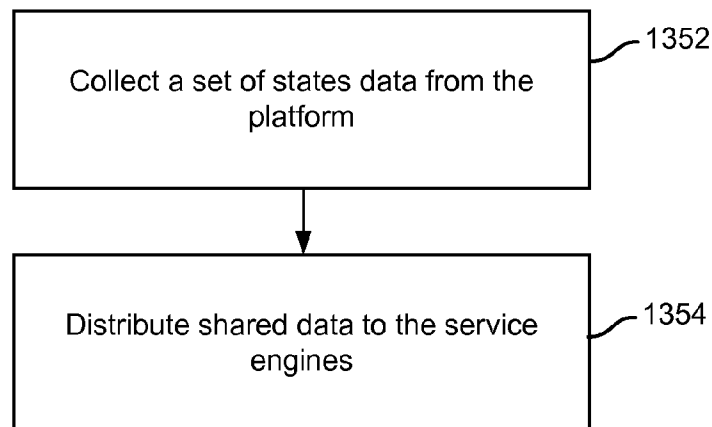 1352
Collect a set of states data from the
platform
1354
Distribute shared data to the service
engines